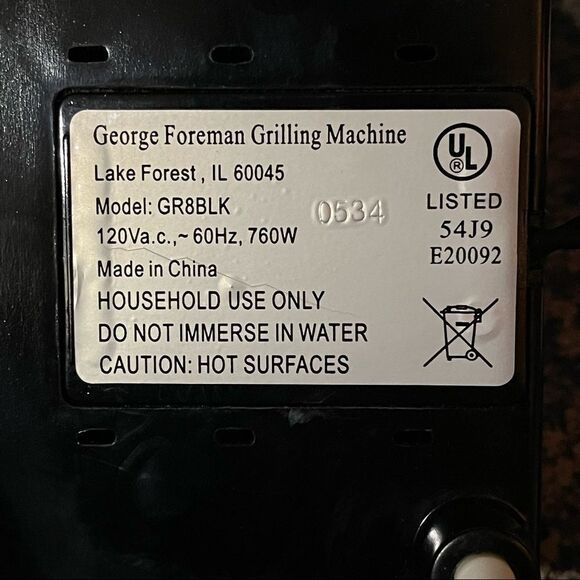 George Foreman Grilling Machine
Lake Forest , IL 60045
Model: GR8BLK
0534
120Va.c.,~ 60Hz, 760W
Made in China
HOUSEHOLD USE ONLY
DO NOT IMMERSE IN WATER
CAUTION: HOT SURFACES
UL
®
LISTED
54J9
E20092